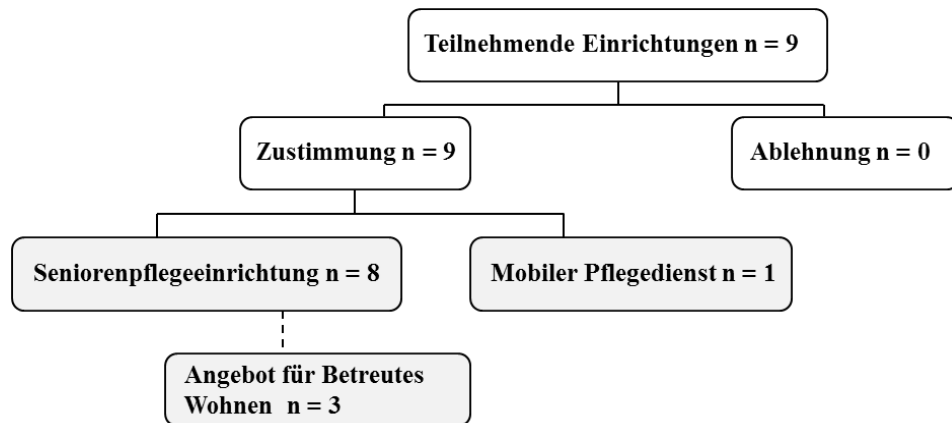 Teilnehmende Einrichtungen n = 9
Zustimmung n = 9
Ablehnung n = 0
Seniorenpflegeeinrichtung n = 8
Mobiler Pflegedienst n = 1
Angebot für Betreutes
Wohnen n = 3